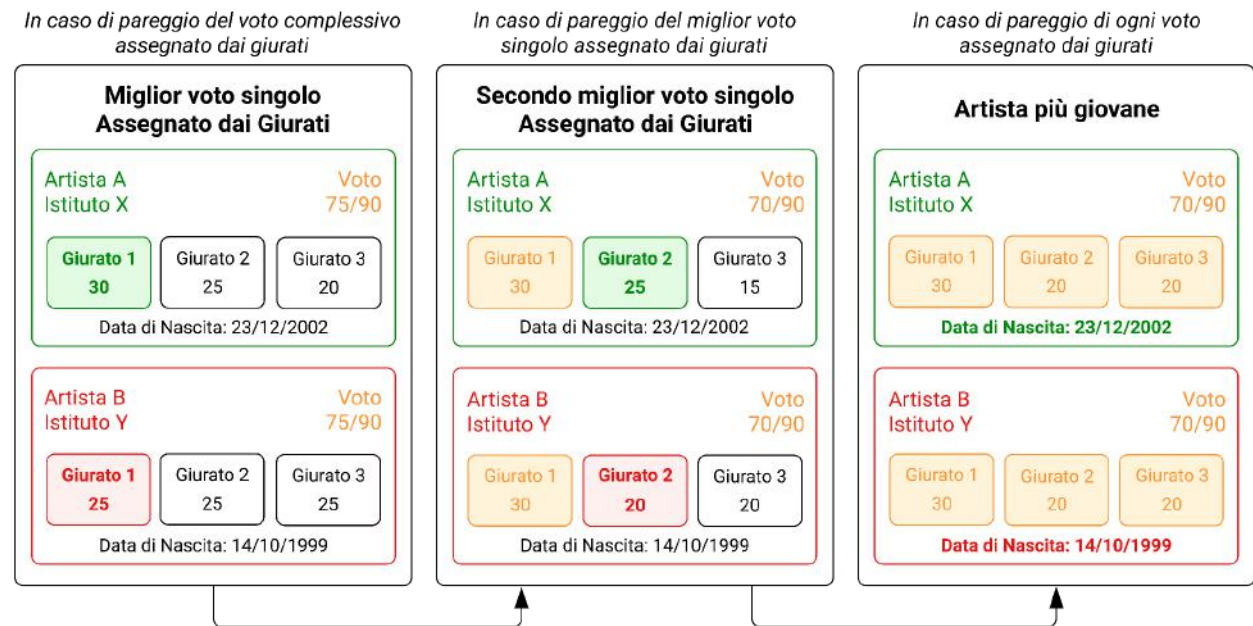 In caso di pareggio del voto complessivo
assegnato dai giurati
Miglior voto singolo
Assegnato dai Giurati
Artista A
Istituto X
Voto
75/90
Giurato 1
30
Giurato 2
25
Giurato 3
20
Data di Nascita: 23/12/2002
Artista B
Istituto Y
Voto
75/90
Giurato 1
25
Giurato 2
25
Giurato 3
25
Data di Nascita: 14/10/1999
In caso di pareggio del miglior voto
singolo assegnato dai giurati
Secondo miglior voto singolo
Assegnato dai Giurati
Artista A
Istituto X
Voto
70/90
Giurato 1
30
Giurato 2
25
Giurato 3
15
Data di Nascita: 23/12/2002
Artista B
Istituto Y
Voto
70/90
Giurato 1
30
Giurato 2
20
Giurato 3
20
Data di Nascita: 14/10/1999
In caso di pareggio di ogni voto
assegnato dai giurati
Artista più giovane
Artista A
Istituto X
Voto
70/90
Giurato 1
30
Giurato 2
20
Giurato 3
20
Data di Nascita: 23/12/2002
Artista B
Istituto Y
Voto
70/90
Giurato 1
30
Giurato 2
20
Giurato 3
20
Data di Nascita: 14/10/1999